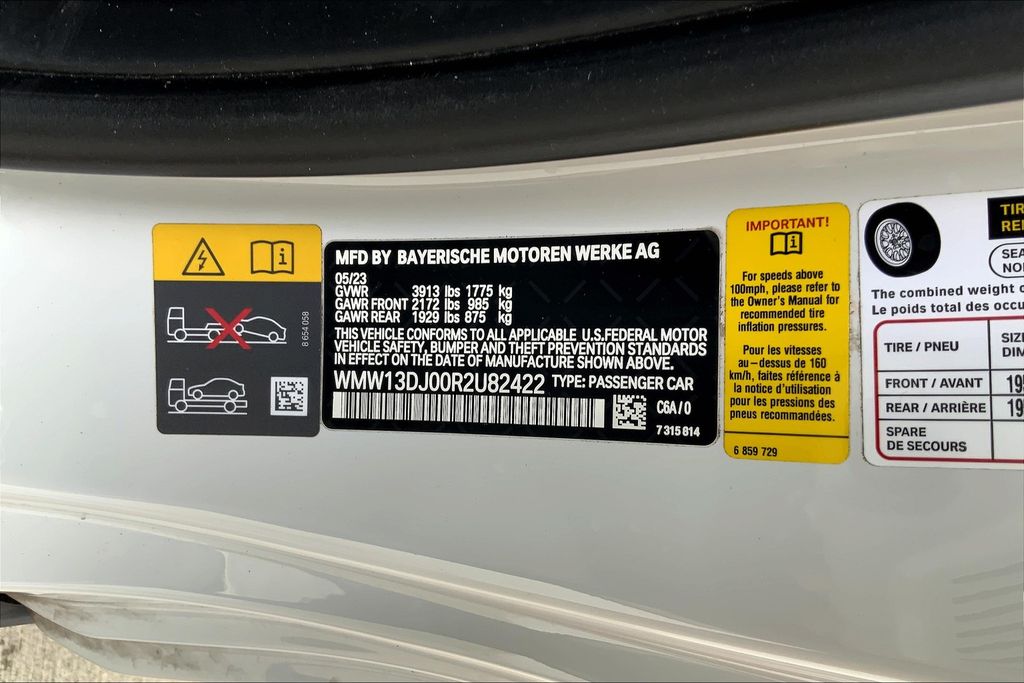 8 654 058
MFD BY BAYERISCHE MOTOREN WERKE AG
05/23
GVWR 3913 lbs 1775 kg
GAWR FRONT 2172 lbs 985 kg
GAWR REAR 1929 lbs 875 kg
THIS VEHICLE CONFORMS TO ALL APPLICABLE U.S.FEDERAL MOTOR
VEHICLE SAFETY, BUMPER AND THEFT PREVENTION STANDARDS
IN EFFECT ON THE DATE OF MANUFACTURE SHOWN ABOVE.
WMW13DJ00R2U82422 TYPE: PASSENGER CAR
C6A/0
7 315 814
IMPORTANT!
For speeds above
100mph, please refer to
the Owner's Manual for
recommended tire
inflation pressures.
Pour les vitesses
au-dessus de 160
km/h, faites référence à
la notice d'utilisation
pour les pressions des
pneus recommandées.
6 859 729
The combined weight
Le poids total des
TIRE / PNEU
FRONT / AVANT 19
REAR / ARRIÈRE 19
SPARE
DE SECOURS